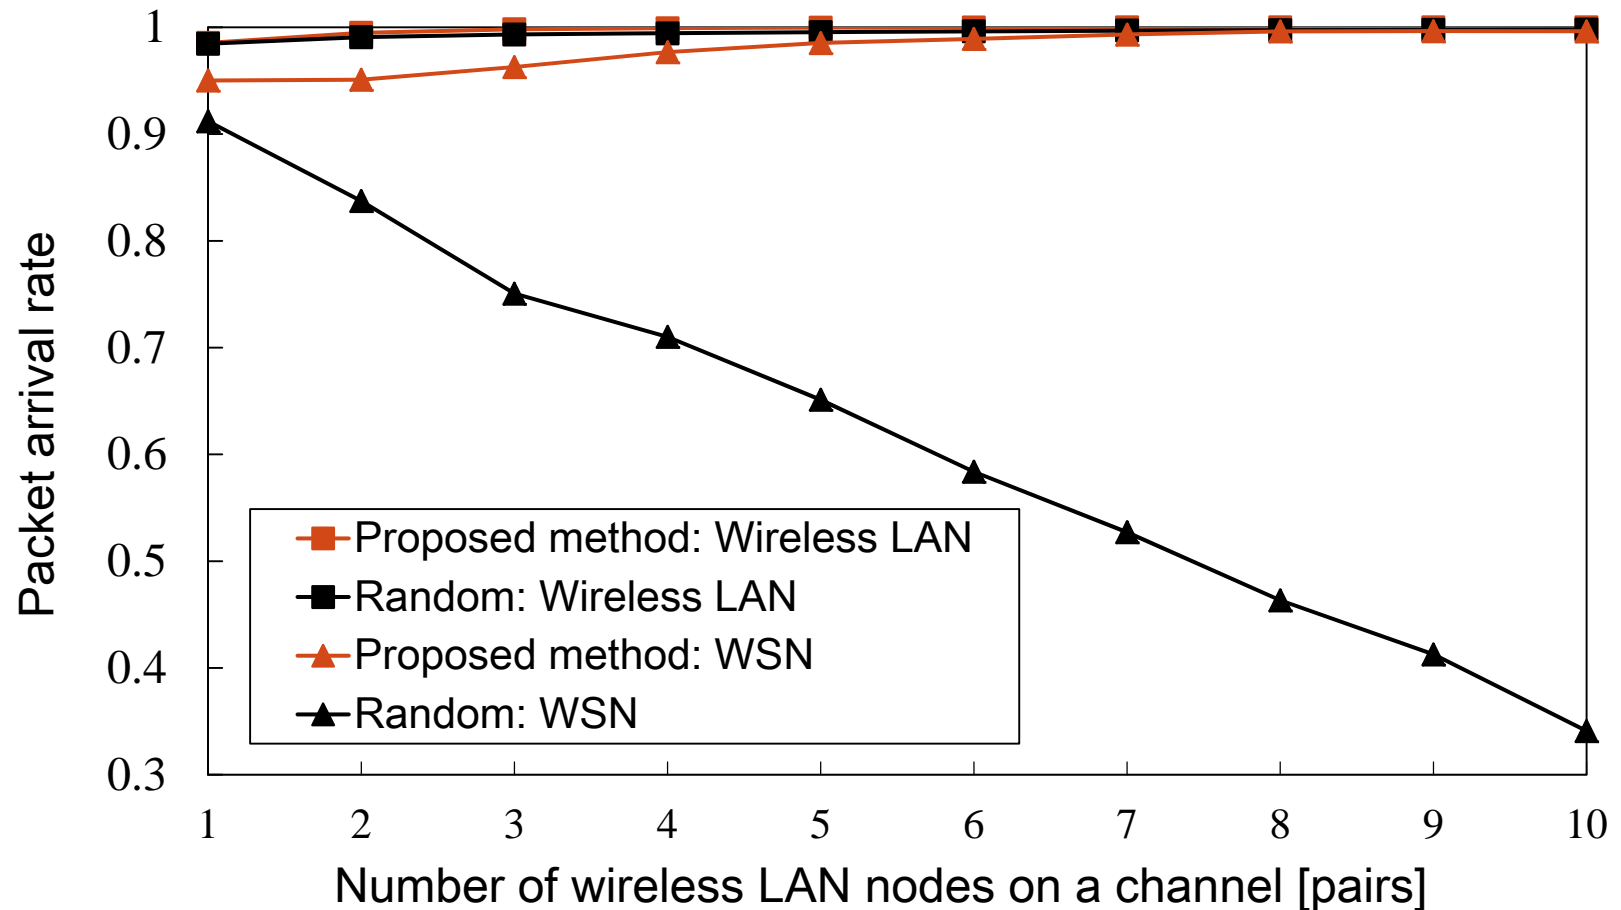 Packet arrival rate
1
0.9
0.8
0.7
0.6
0.5
0.4
0.3
Proposed method: Wireless LAN
Random: Wireless LAN
Proposed method: WSN
Random: WSN
1 2 3 4 5 6 7 8 9 10
Number of wireless LAN nodes on a channel [pairs]